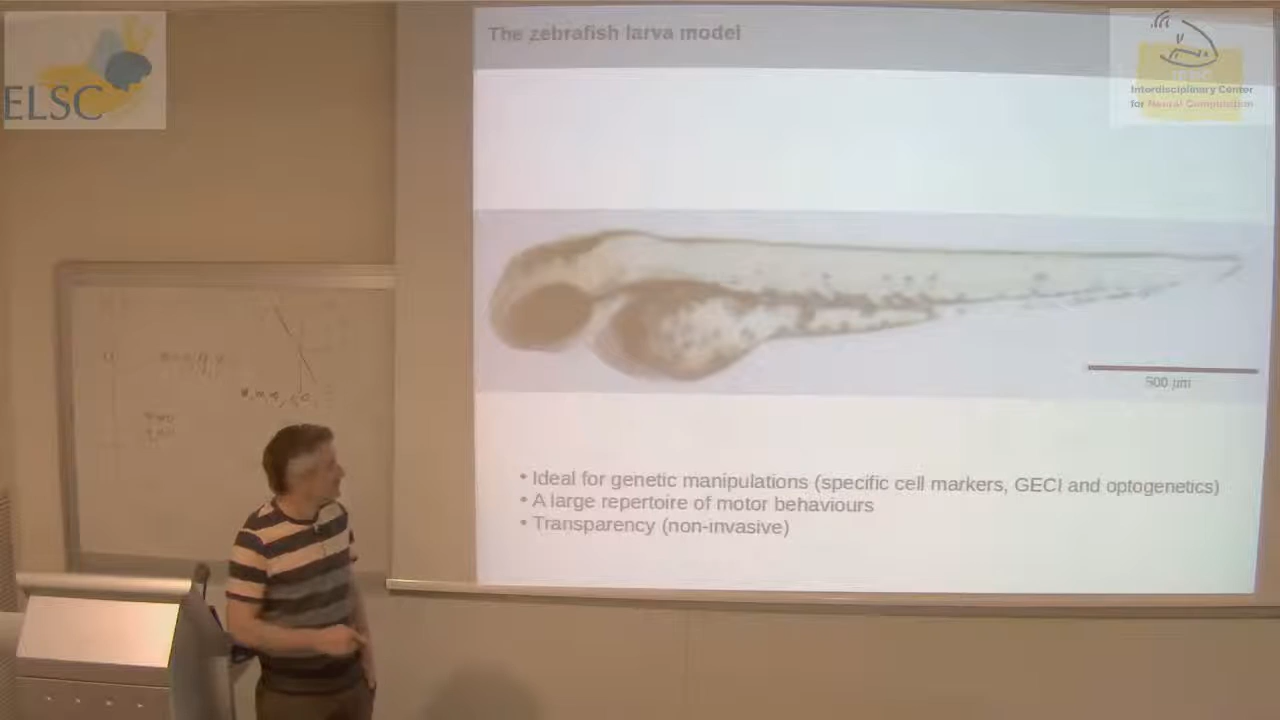 The zebrafish larva model
ELSC
Interdisciplinary Center
for Neural Computation
500 µm
• Ideal for genetic manipulations (specific cell markers, GECI and optogenetics)
• A large repertoire of motor behaviours
• Transparency (non-invasive)